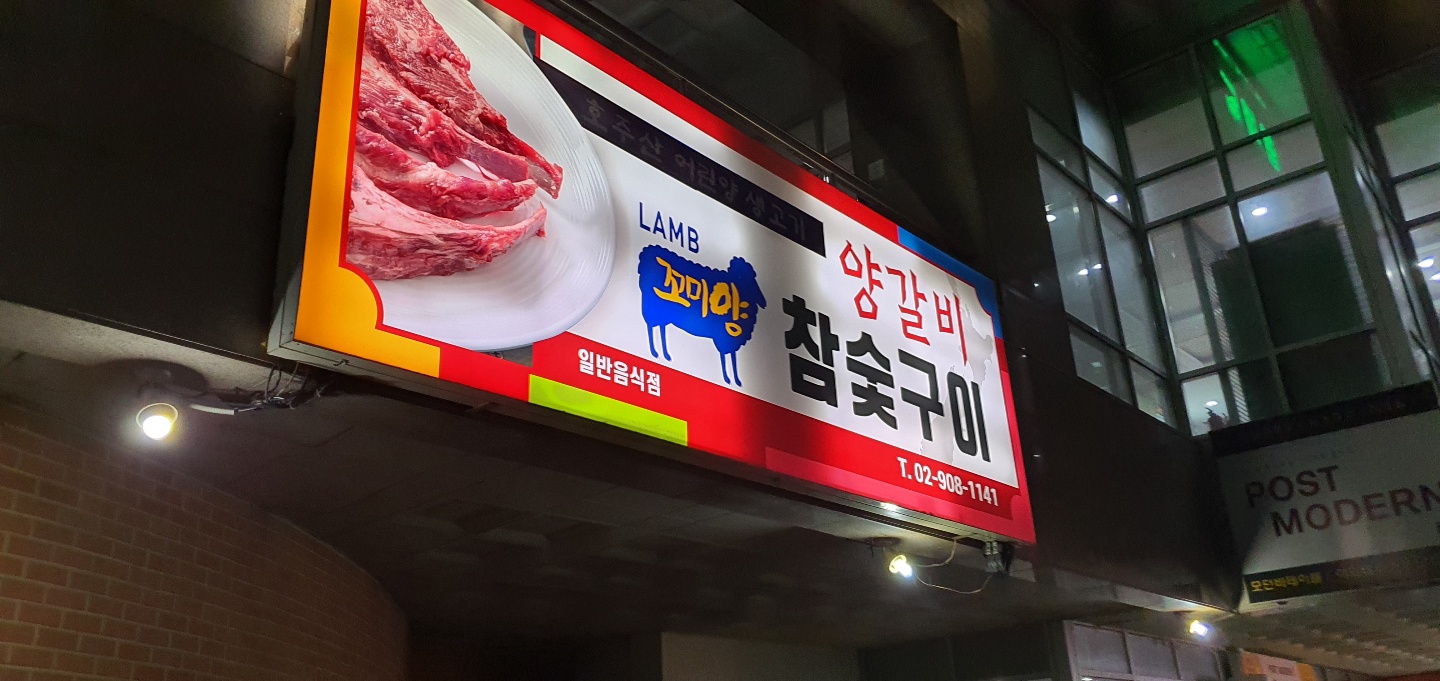 호주산 어린양 생고기
LAMB
꼬미양
양갈비
참숯구이
일반음식점
T. 02-908-1141
POST
MODERN